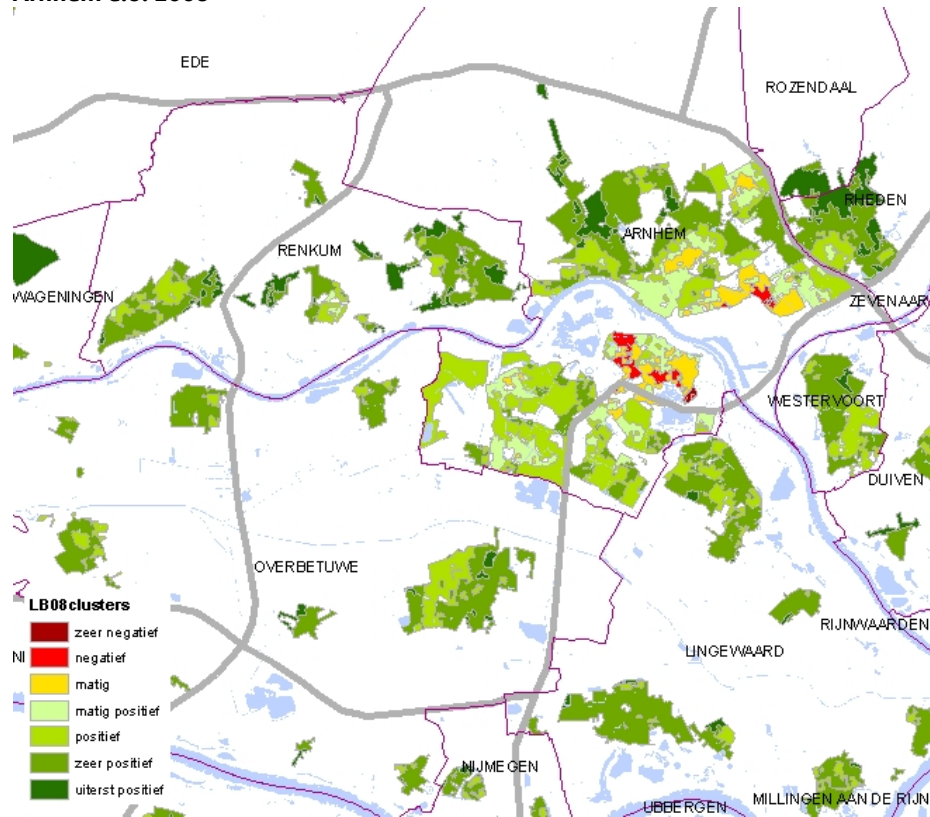 EDE
ROZENDAAL
RHEDEN
ARNHEM
RENKUM
WAGENINGEN
ZEVENAAR
WESTERVOORT
DUIVEN
OVERBETUWE
LB08clusters
zeer negatief
negatief
matig
matig positief
positief
zeer positief
uiterst positief
NI
RIJNWAARDEN
LINGEWAARD
NIJMEGEN
UBBERGEN
MILLINGEN AAN DE RIJN